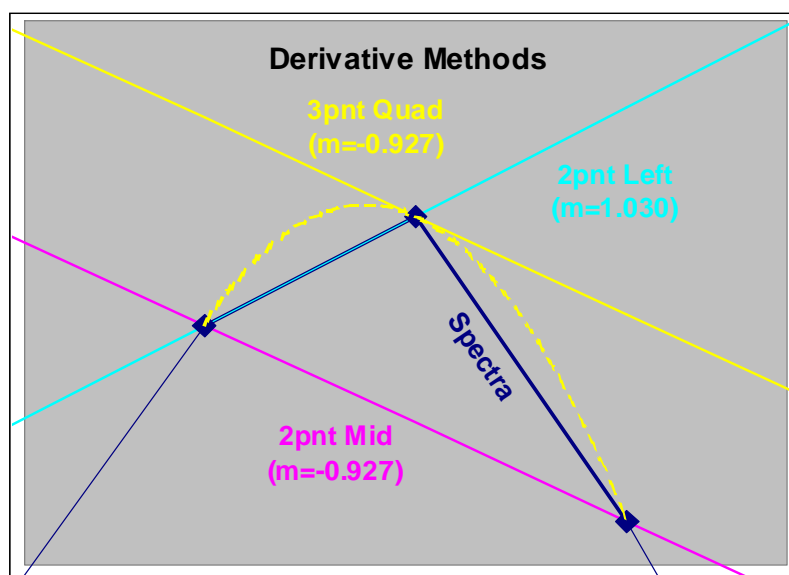 Derivative Methods
3pnt Quad
(m=-0.927)
2pnt Left
(m=1.030)
Spectra
2pnt Mid
(m=-0.927)